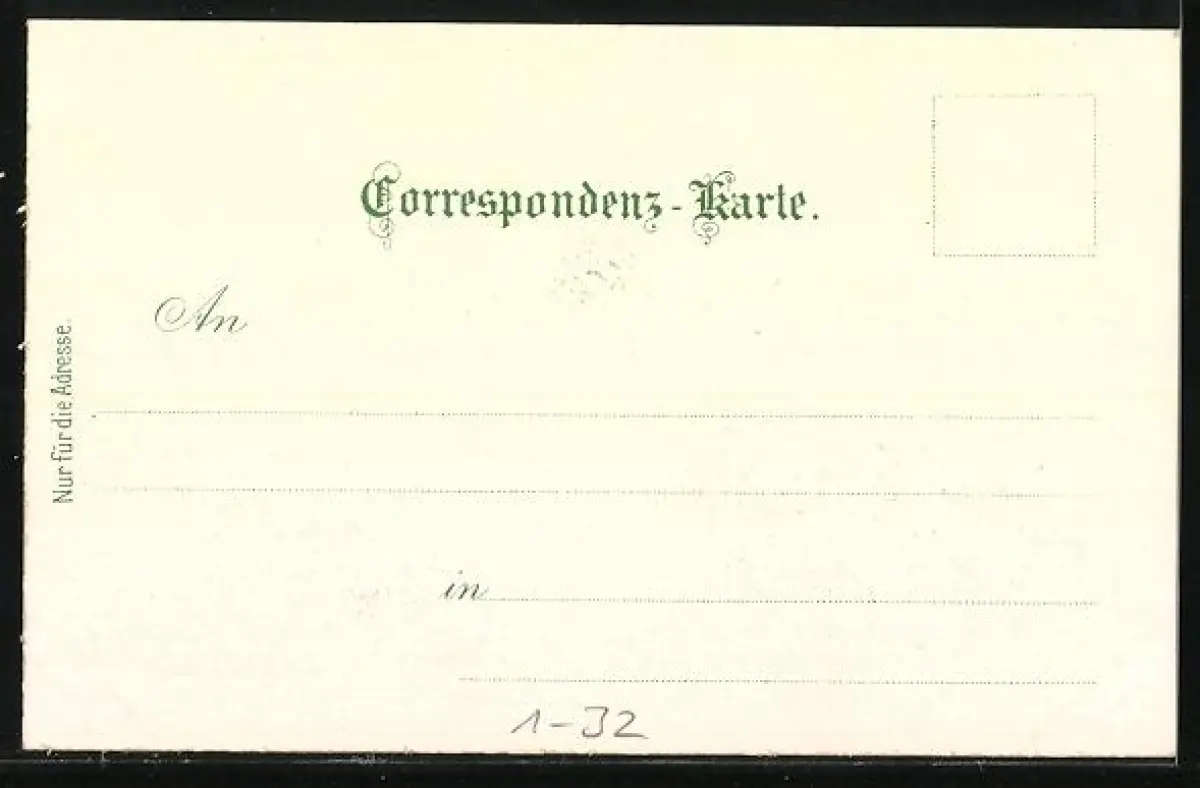 Correspondenz-Karte.
An
Nur für die Adresse.
in
1-32